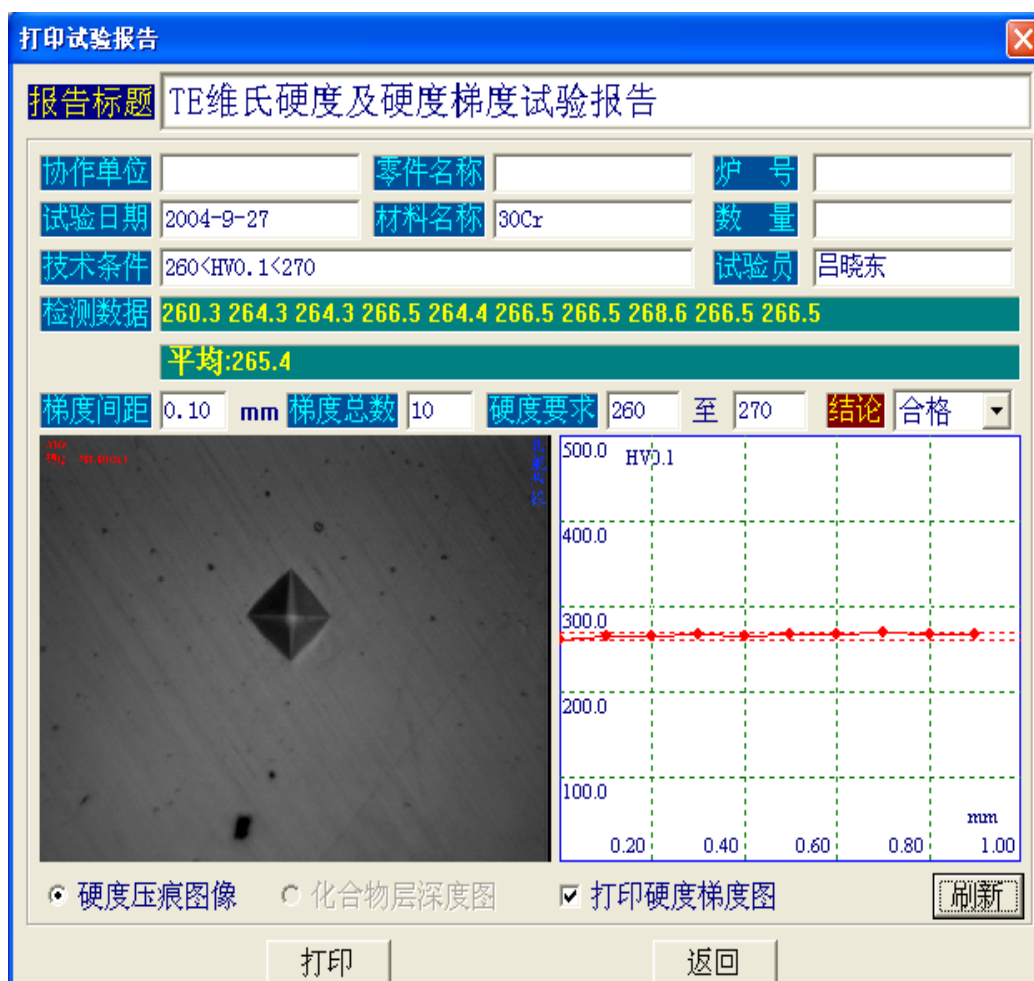 打印试验报告
报告标题 TE维氏硬度及硬度梯度试验报告
协作单位 零件名称 炉 号
试验日期 2004-9-27 材料名称 30Cr 数 量
技术条件 260<HV0.1<270 试验员 吕晓东
检测数据 260.3 264.3 264.3 266.5 264.4 266.5 266.5 268.6 266.5 266.5
平均:265.4
梯度间距 0.10 mm 梯度总数 10 硬度要求 260 至 270 结论 合格
500.0 HV0.1
400.0
300.0
200.0
100.0
mm
0.20 0.40 0.60 0.80 1.00
硬度压痕图像 化合物层深度图 打印硬度梯度图 刷新
打印 返回